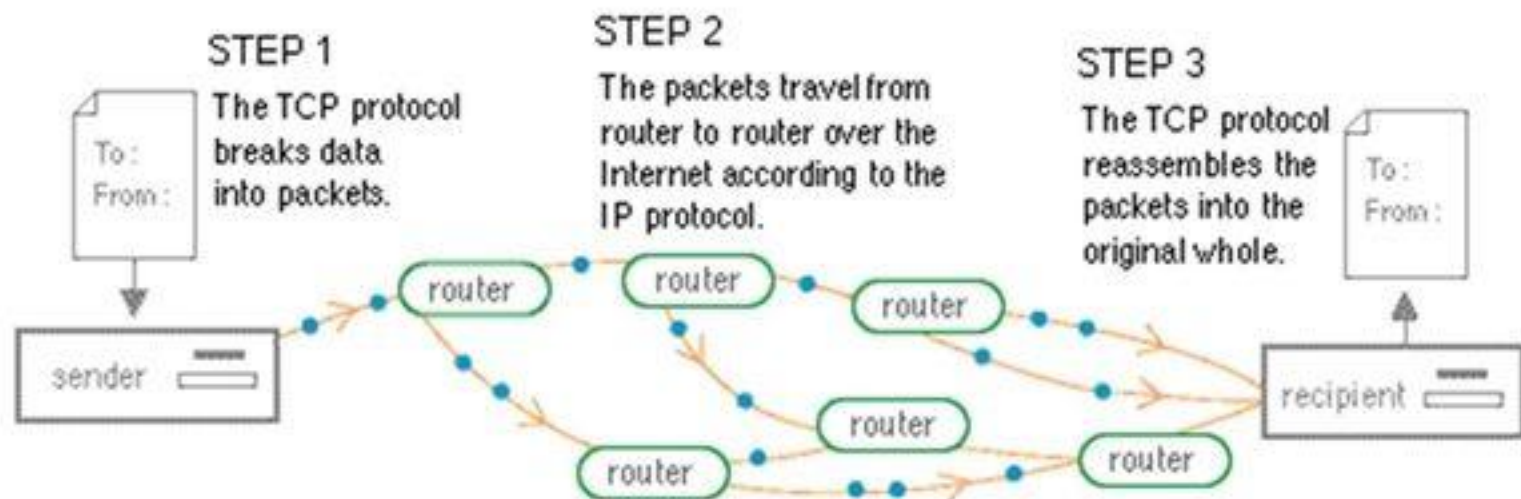 STEP 1
The TCP protocol
breaks data
into packets.
STEP 2
The packets travel from
router to router over the
Internet according to the
IP protocol.
STEP 3
The TCP protocol
reassembles the
packets into the
original whole.
To:
From:
To:
From:
sender
router
router
router
router
router
router
recipient